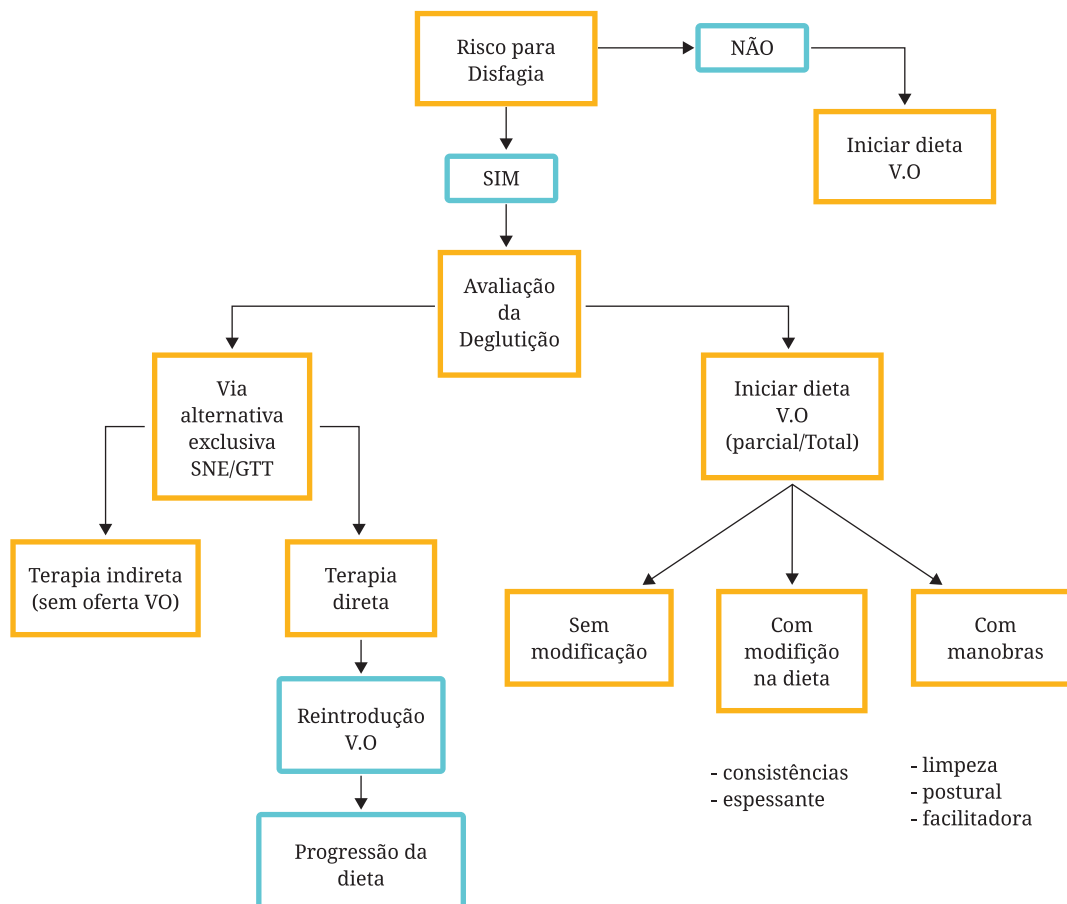 Risco para
Disfagia
NÃO
Iniciar dieta
V.O
SIM
Avaliação
da
Deglutição
Via
alternativa
exclusiva
SNE/GTT
Iniciar dieta
V.O
(parcial/Total)
Terapia indireta
(sem oferta VO)
Terapia
direta
Sem
modificação
Com
modifição
na dieta
Com
manobras
Reintrodução
V.O
- consistências
- espessante
- limpeza
- postural
- facilitadora
Progressão da
dieta